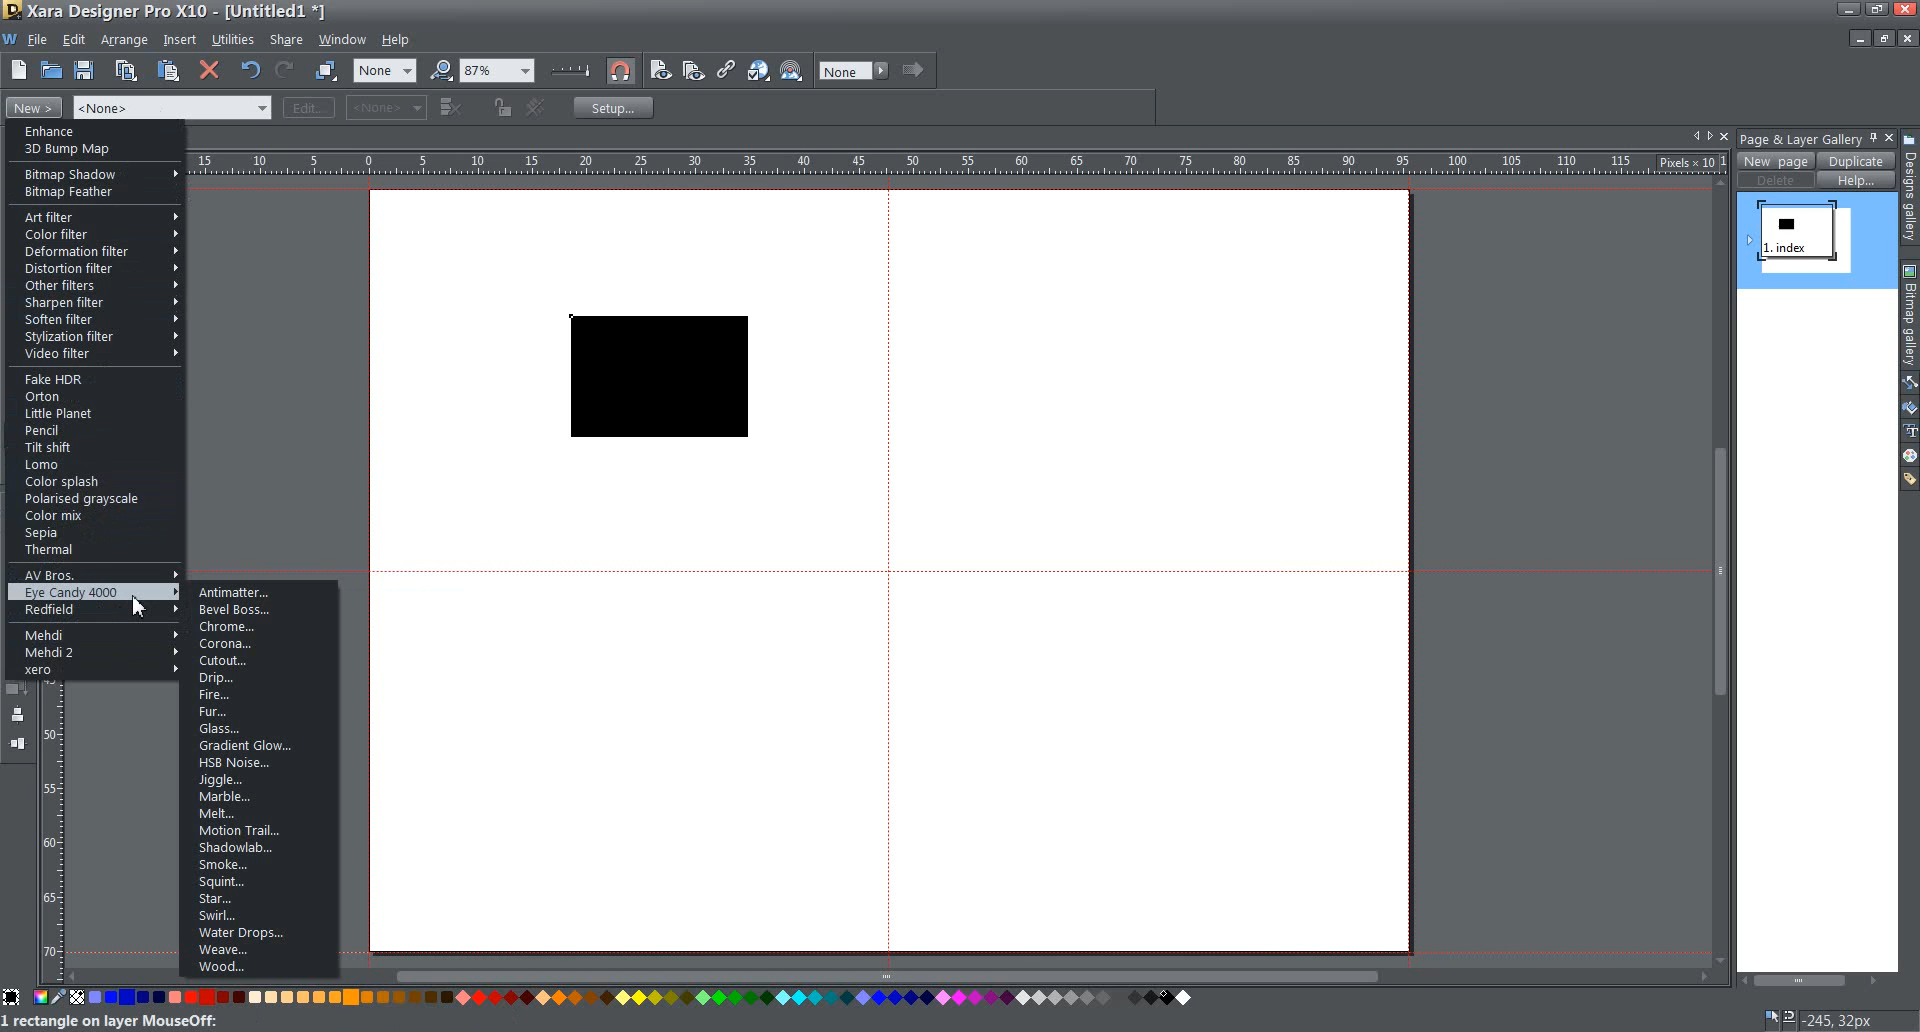 Xara Designer Pro X10 - [Untitled1 *]
File Edit Arrange Insert Utilities Share Window Help
None 87% None
New > <None> Edit... <None> Setup...
Enhance
3D Bump Map
Bitmap Shadow
Bitmap Feather
Art filter
Color filter
Deformation filter
Distortion filter
Other filters
Sharpen filter
Soften filter
Stylization filter
Video filter
Fake HDR
Orton
Little Planet
Pencil
Tilt shift
Lomo
Color splash
Polarised grayscale
Color mix
Sepia
Thermal
AV Bros.
Eye Candy 4000
Redfield
Mehdi
Mehdi 2
xero
Antimatter...
Bevel Boss...
Chrome...
Corona...
Cutout...
Drip...
Fire...
Fur...
Glass...
Gradient Glow...
HSB Noise...
Jiggle...
Marble...
Melt...
Motion Trail...
Shadowlab...
Smoke...
Squint...
Star...
Swirl...
Water Drops...
Weave...
Wood...
15 10 5 0 5 10 15 20 25 30 35 40 45 50 55 60 65 70 75 80 85 90 95 100 105 110 115 Pixels × 10 1
45
50
55
60
65
70
Page & Layer Gallery
New page Duplicate
Delete Help...
1. index
Designs gallery
Bitmap gallery
1 rectangle on layer MouseOff:
-245, 32px